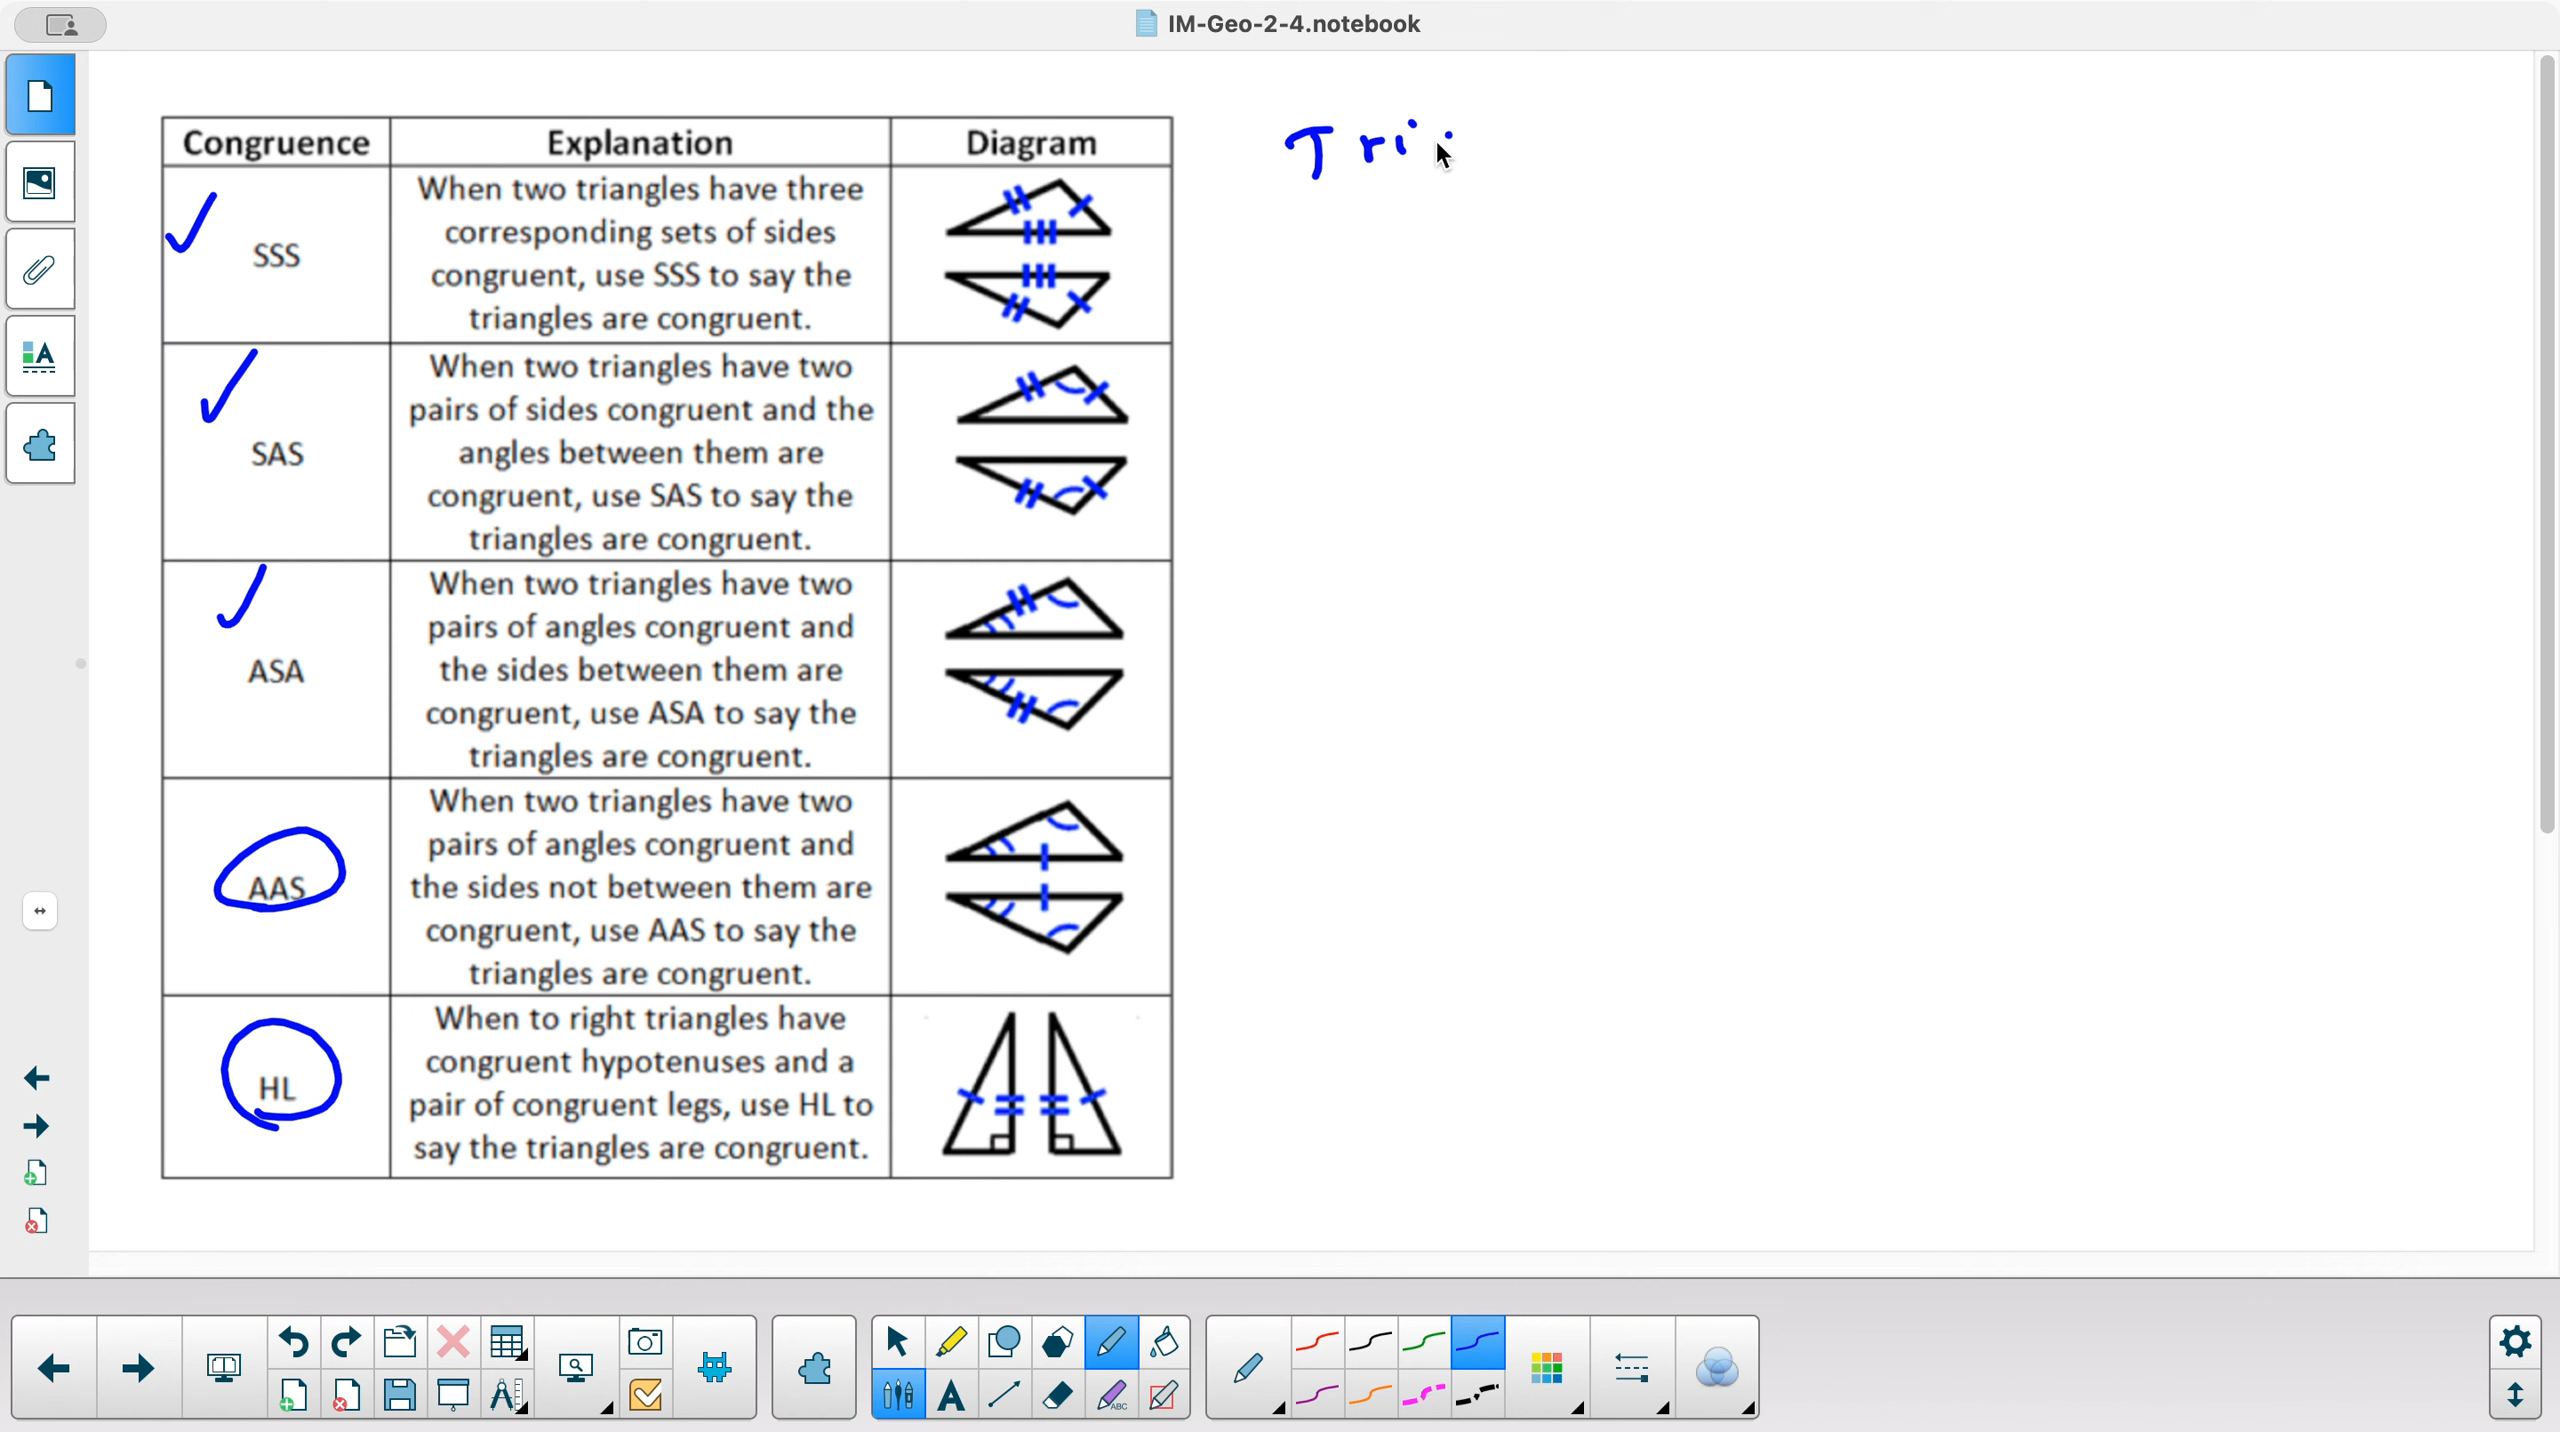 IM-Geo-2-4.notebook
Congruence Explanation Diagram
Tri
SSS
When two triangles have three
corresponding sets of sides
congruent, use SSS to say the
triangles are congruent.
SAS
When two triangles have two
pairs of sides congruent and the
angles between them are
congruent, use SAS to say the
triangles are congruent.
ASA
When two triangles have two
pairs of angles congruent and
the sides between them are
congruent, use ASA to say the
triangles are congruent.
AAS
When two triangles have two
pairs of angles congruent and
the sides not between them are
congruent, use AAS to say the
triangles are congruent.
HL
When to right triangles have
congruent hypotenuses and a
pair of congruent legs, use HL to
say the triangles are congruent.